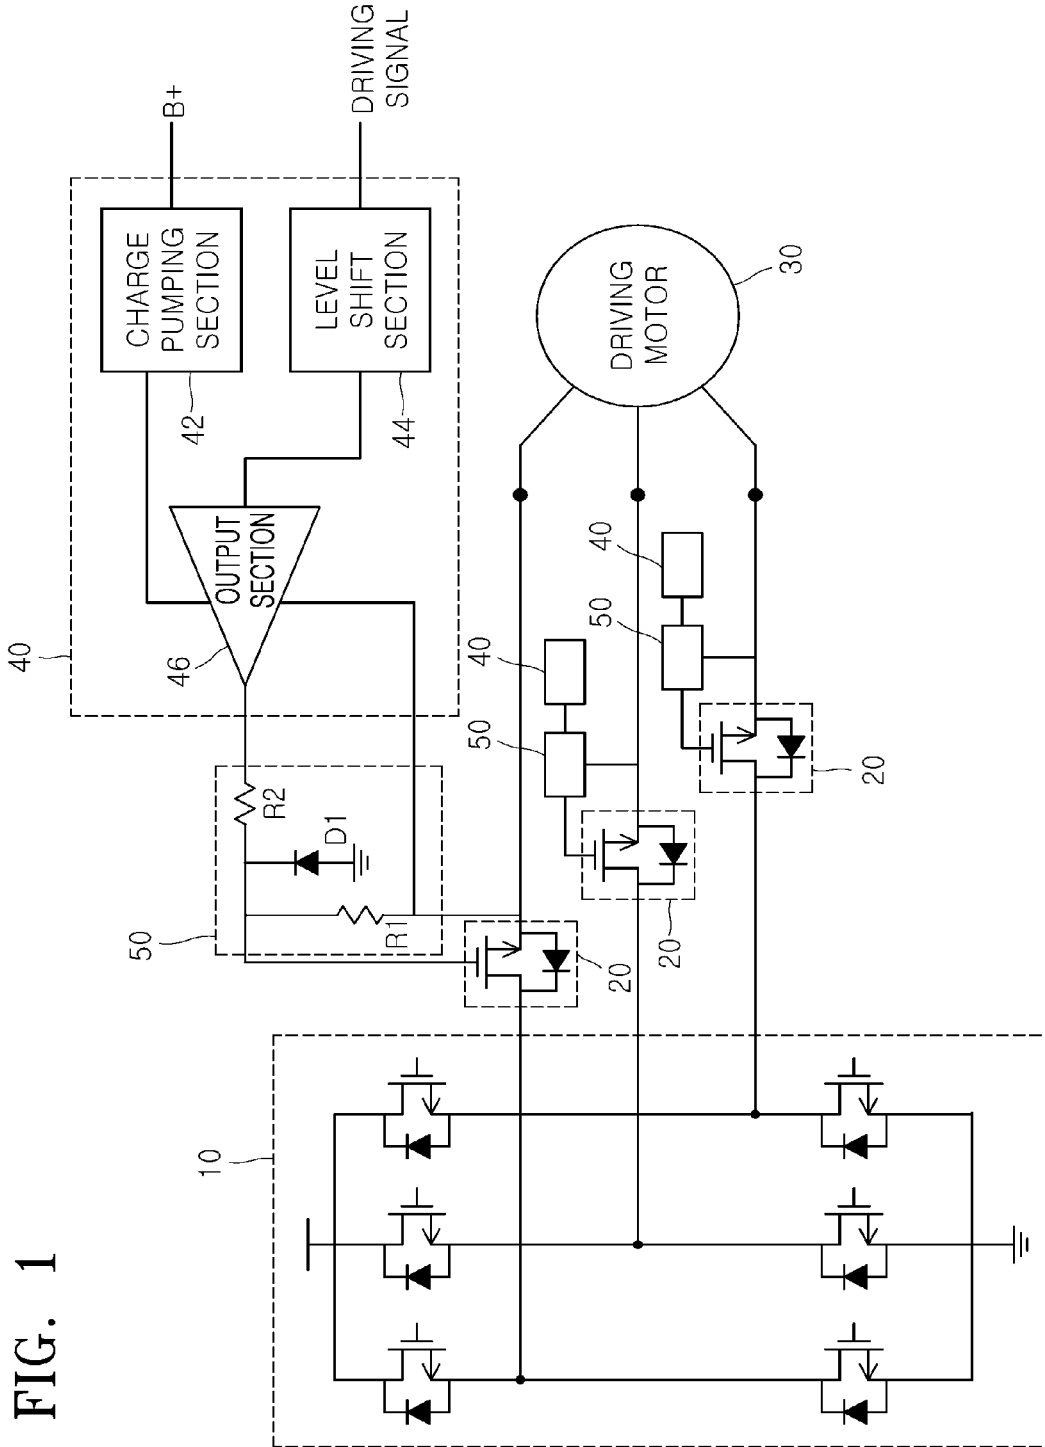 FIG. 1
10
20
20
20
50
R1
D1
R2
40
46
OUTPUT
SECTION
42
CHARGE
PUMPING
SECTION
B+
44
LEVEL
SHIFT
SECTION
DRIVING
SIGNAL
50
40
50
40
DRIVING
MOTOR
30